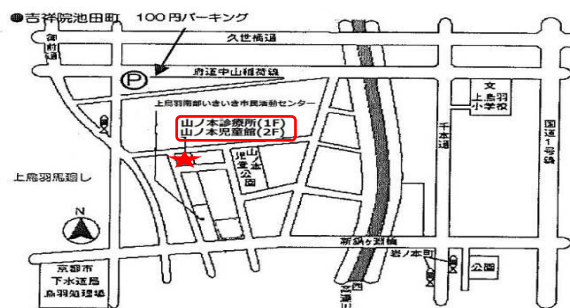 ●吉祥院池田町 100円パーキング
久世橋通
御前通
府道中山稲荷線
P
上鳥羽南部いきいき市民活動センター
山ノ本診療所(1F)
山ノ本児童館(2F)
山ノ本
児童公園
文
上鳥羽
小学校
千本通
国道1号線
上鳥羽馬廻し
N
新鍋ヶ淵橋
岩ノ本町
公園
京都市
下水道局
鳥羽処理場